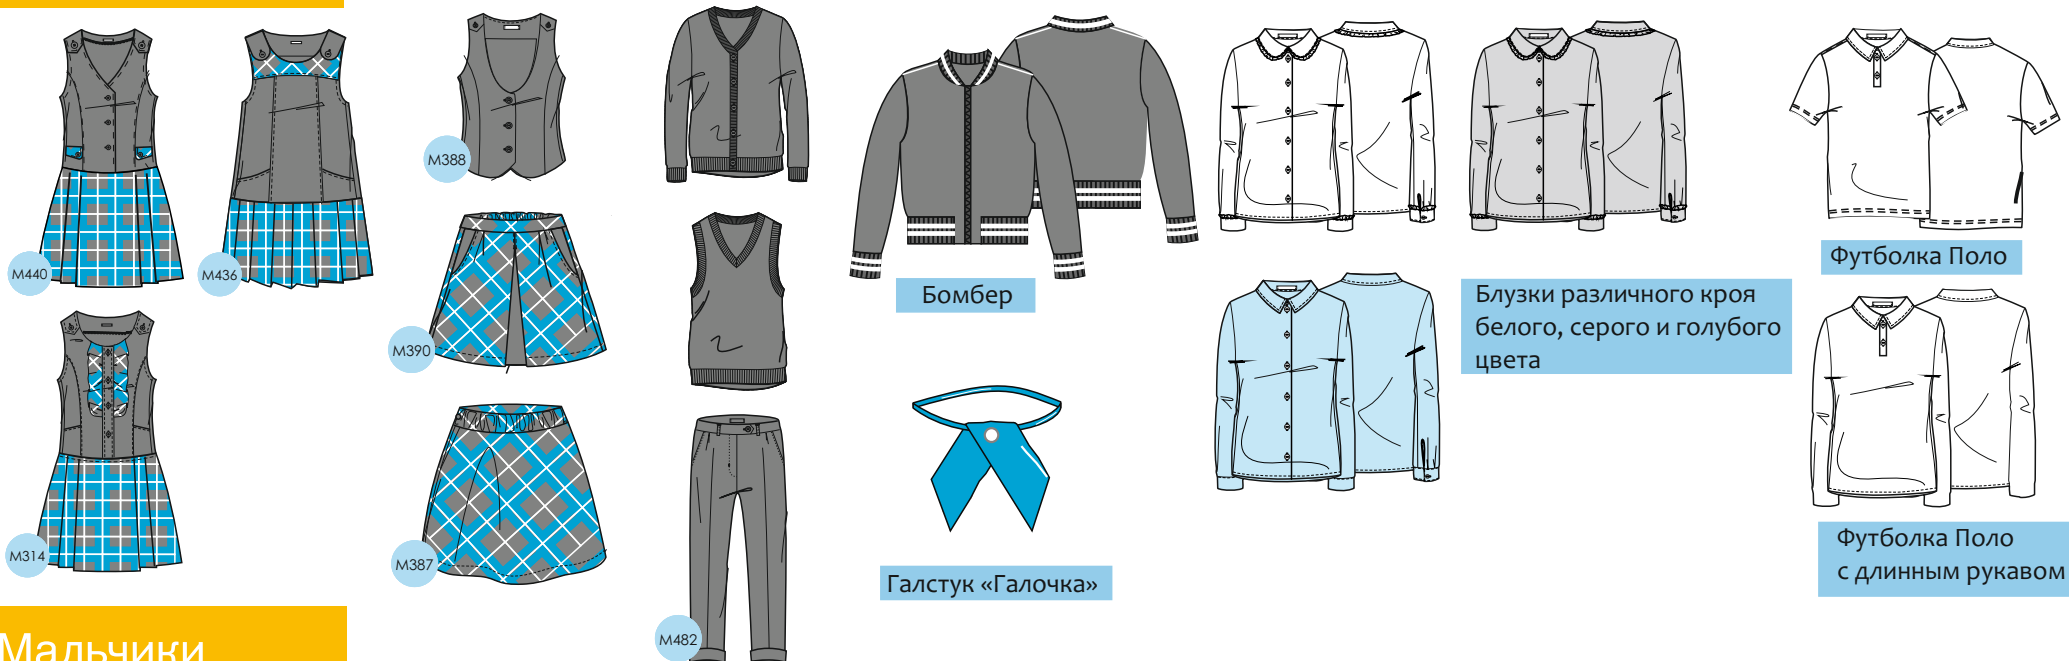 М440
М436
М388
М390
М314
М387
М482
Бомбер
Галстук «Галочка»
Блузки различного кроя
белого, серого и голубого
цвета
Футболка Поло
Футболка Поло
с длинным рукавом
Мальчики